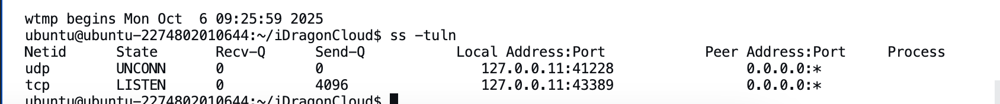 wtmp begins Mon Oct  6 09:25:59 2025
ubuntu@ubuntu-2274802010644:~/iDragonCloud$ ss -tuln
Netid State Recv-Q Send-Q Local Address:Port Peer Address:Port Process
udp UNCONN 0 0 127.0.0.11:41228 0.0.0.0:*
tcp LISTEN 0 4096 127.0.0.11:43389 0.0.0.0:*
ubuntu@ubuntu-2274802010644:~/iDragonCloud$